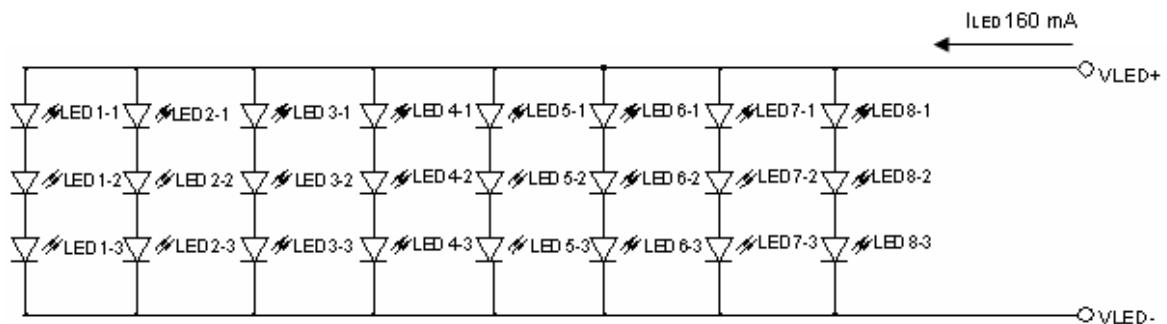 ILED 160 mA
VLED+
LED 1-1 LED 2-1 LED 3-1 LED 4-1 LED 5-1 LED 6-1 LED 7-1 LED 8-1
LED 1-2 LED 2-2 LED 3-2 LED 4-2 LED 5-2 LED 6-2 LED 7-2 LED 8-2
LED 1-3 LED 2-3 LED 3-3 LED 4-3 LED 5-3 LED 6-3 LED 7-3 LED 8-3
VLED-